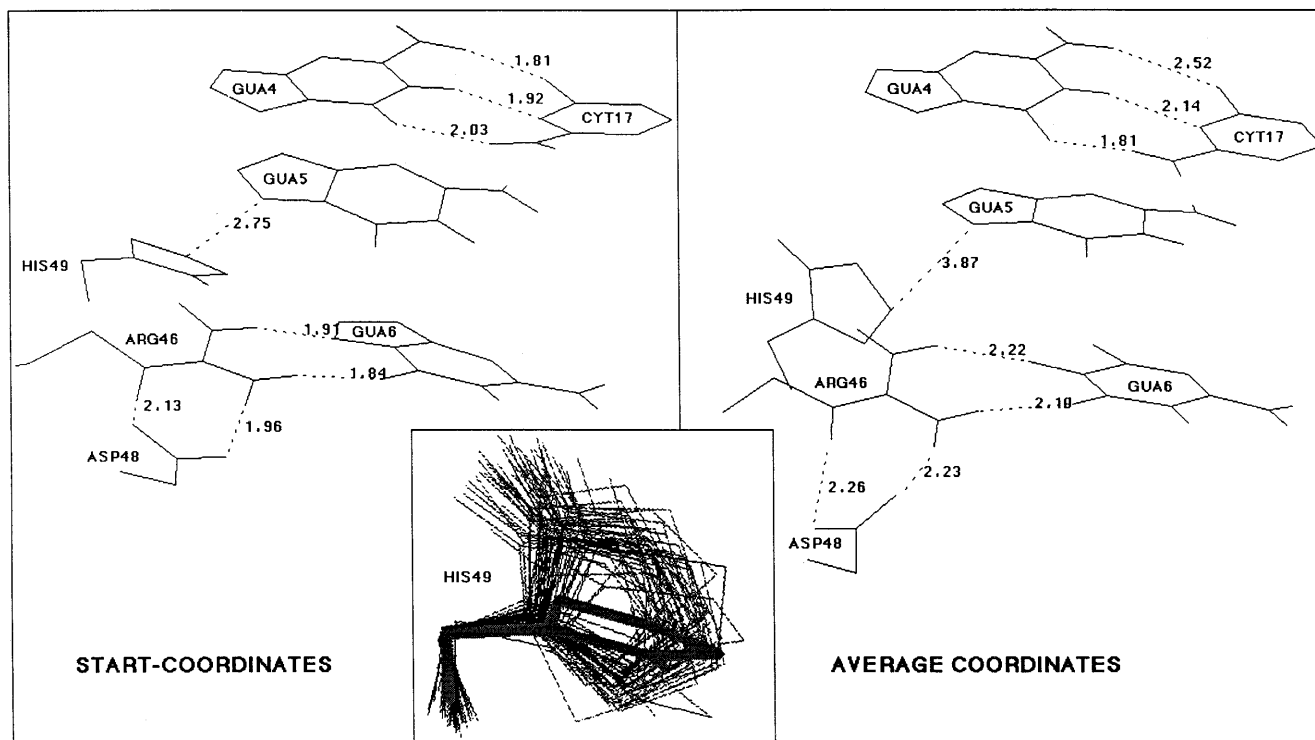 GUA4
1.81
1.92
CYT17
2.03
GUA5
2.75
HIS49
ARG46
1.91
GUA6
1.84
2.13
1.96
ASP48
START-COORDINATES
HIS49
GUA4
2.52
2.14
CYT17
1.81
GUA5
3.87
HIS49
2.22
ARG46
GUA6
2.19
2.26
2.23
ASP48
AVERAGE COORDINATES